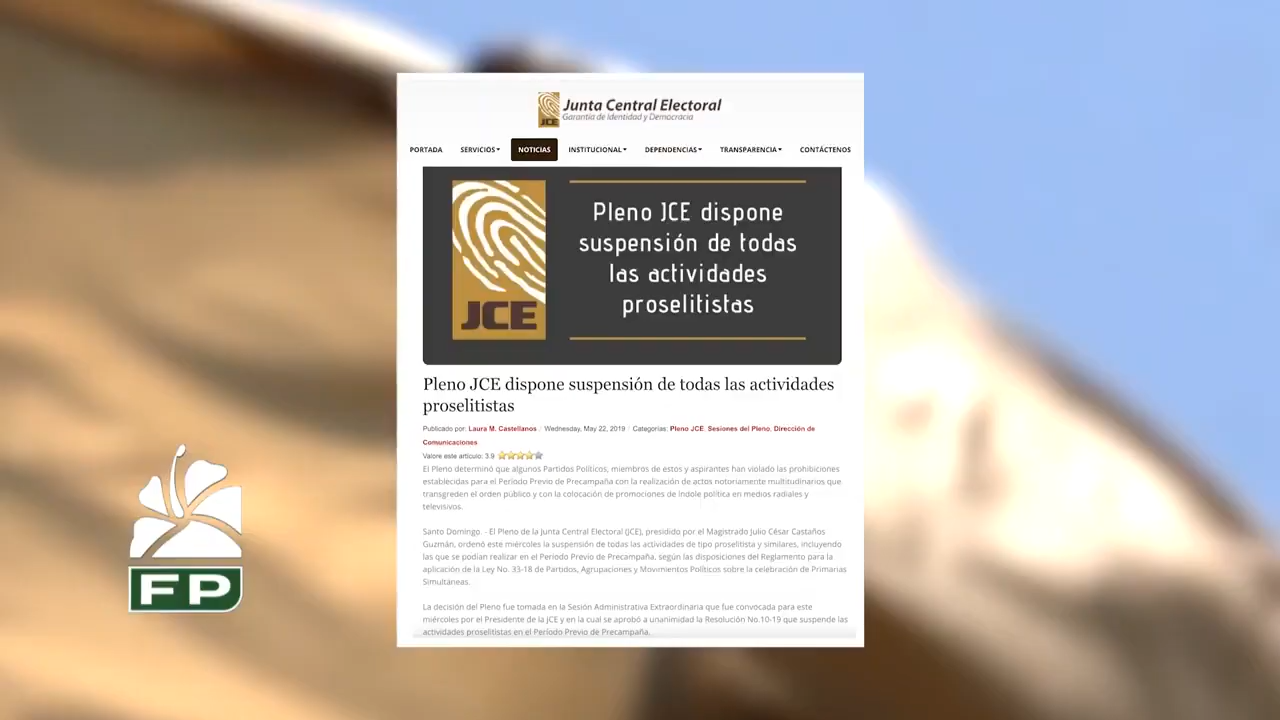 Junta Central Electoral
Garantía de Identidad y Democracia
JCE
PORTADA SERVICIOS NOTICIAS INSTITUCIONAL DEPENDENCIAS TRANSPARENCIA CONTÁCTENOS
Pleno JCE dispone
suspensión de todas
las actividades
proselitistas
JCE
Pleno JCE dispone suspensión de todas las actividades
proselitistas
Publicado por: Laura M. Castellanos / Wednesday, May 22, 2019 / Categorías: Pleno JCE, Sesiones del Pleno, Dirección de
Comunicaciones
Valore este artículo: 3.9
El Pleno determinó que algunos Partidos Políticos, miembros de estos y aspirantes han violado las prohibiciones
establecidas para el Período Previo de Precampaña con la realización de actos notoriamente multitudinarios que
transgreden el orden público y con la colocación de promociones de índole política en medios radiales y
televisivos.
Santo Domingo. - El Pleno de la Junta Central Electoral (JCE), presidido por el Magistrado Julio César Castaños
Guzmán, ordenó este miércoles la suspensión de todas las actividades de tipo proselitista y similares, incluyendo
las que se podían realizar en el Período Previo de Precampaña, según las disposiciones del Reglamento para la
aplicación de la Ley No. 33-18 de Partidos, Agrupaciones y Movimientos Políticos sobre la celebración de Primarias
Simultáneas.
La decisión del Pleno fue tomada en la Sesión Administrativa Extraordinaria que fue convocada para este
miércoles por el Presidente de la JCE y en la cual se aprobó a unanimidad la Resolución No.10-19 que suspende las
actividades proselitistas en el Período Previo de Precampaña.
FP